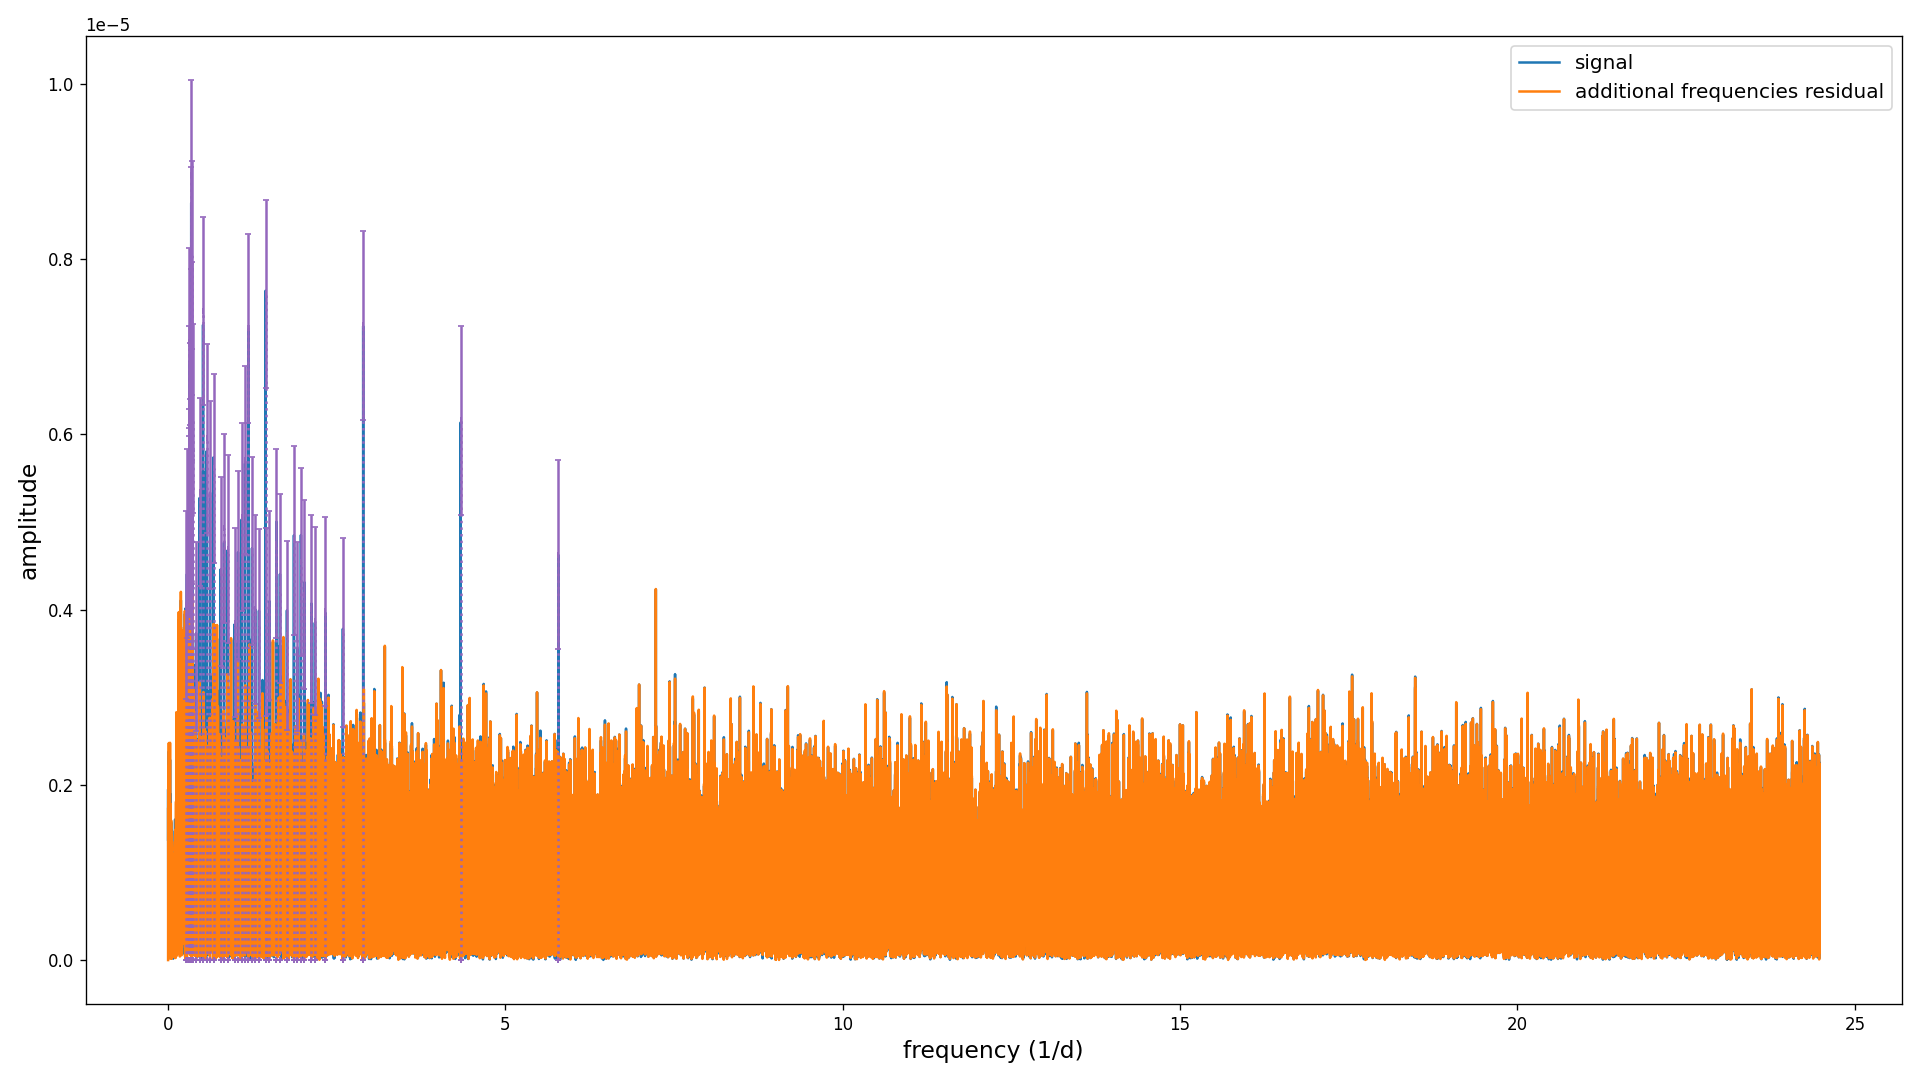 1e−5
signal
additional frequencies residual
1.0
0.8
0.6
0.4
0.2
0.0
amplitude
0 5 10 15 20 25
frequency (1/d)